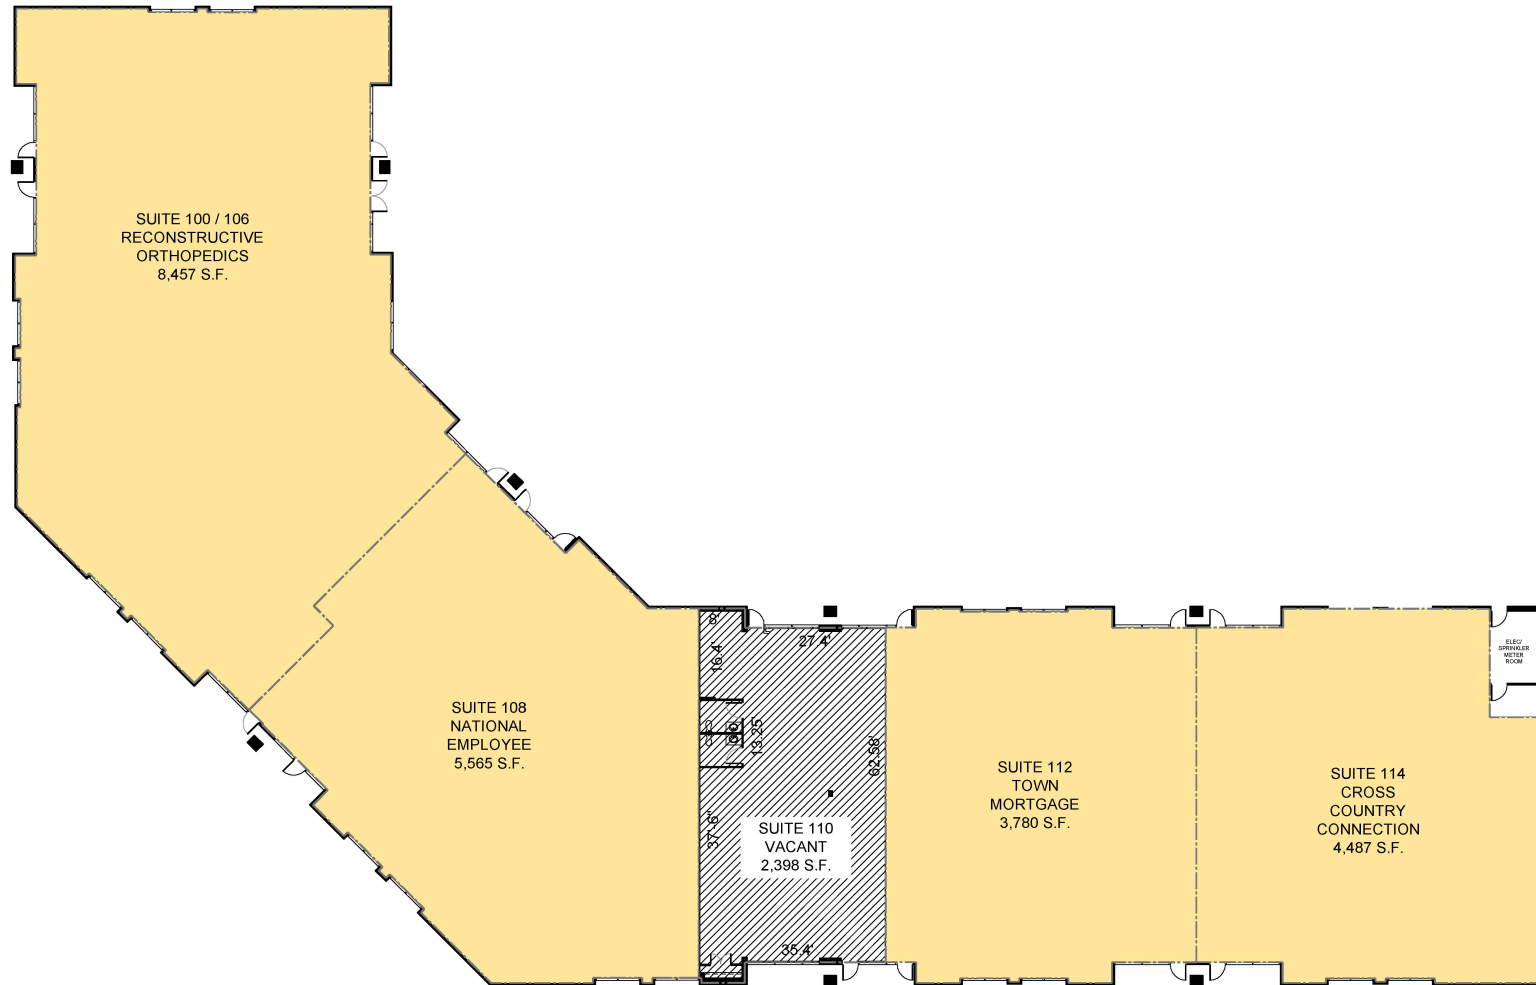 SUITE 100 / 106
RECONSTRUCTIVE
ORTHOPEDICS
8,457 S.F.
SUITE 108
NATIONAL
EMPLOYEE
5,565 S.F.
8'
16.4'
27.4'
13.25'
62.58'
37'-6"
35.4'
SUITE 110
VACANT
2,398 S.F.
SUITE 112
TOWN
MORTGAGE
3,780 S.F.
SUITE 114
CROSS
COUNTRY
CONNECTION
4,487 S.F.
ELEC/
SPRINKLER
METER
ROOM